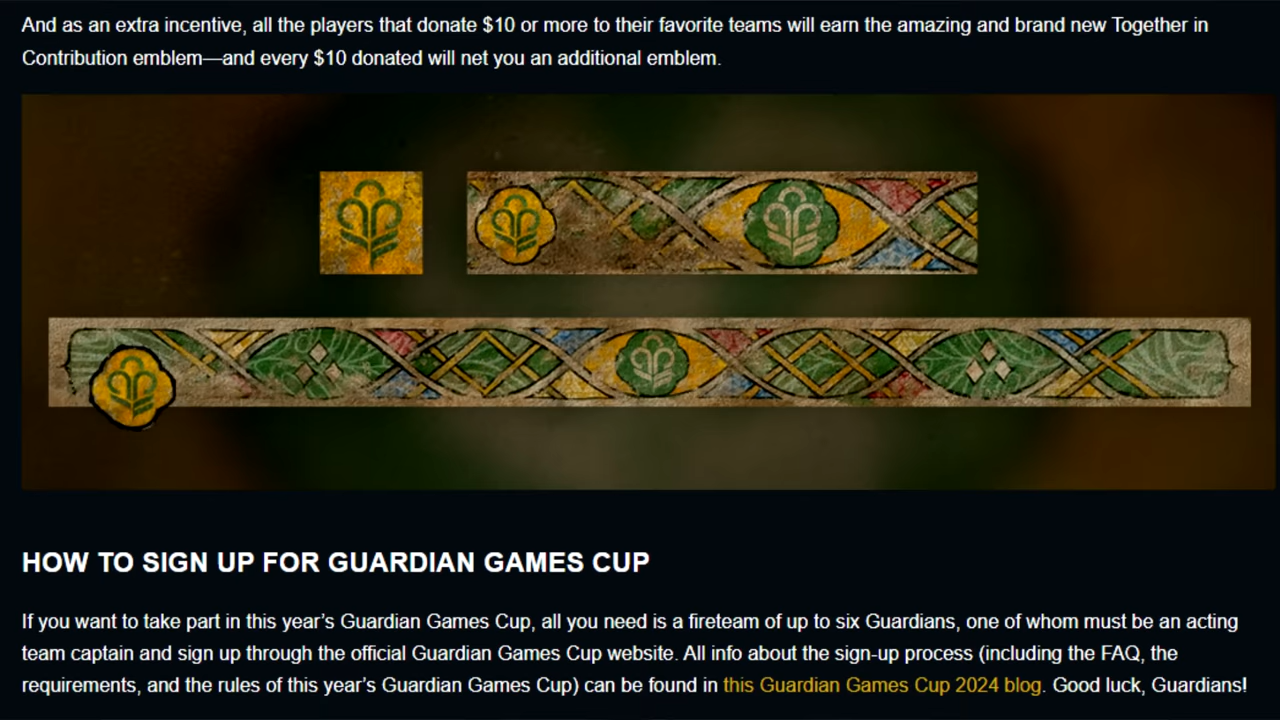 And as an extra incentive, all the players that donate $10 or more to their favorite teams will earn the amazing and brand new Together in
Contribution emblem—and every $10 donated will net you an additional emblem.
HOW TO SIGN UP FOR GUARDIAN GAMES CUP
If you want to take part in this year’s Guardian Games Cup, all you need is a fireteam of up to six Guardians, one of whom must be an acting
team captain and sign up through the official Guardian Games Cup website. All info about the sign-up process (including the FAQ, the
requirements, and the rules of this year’s Guardian Games Cup) can be found in this Guardian Games Cup 2024 blog. Good luck, Guardians!